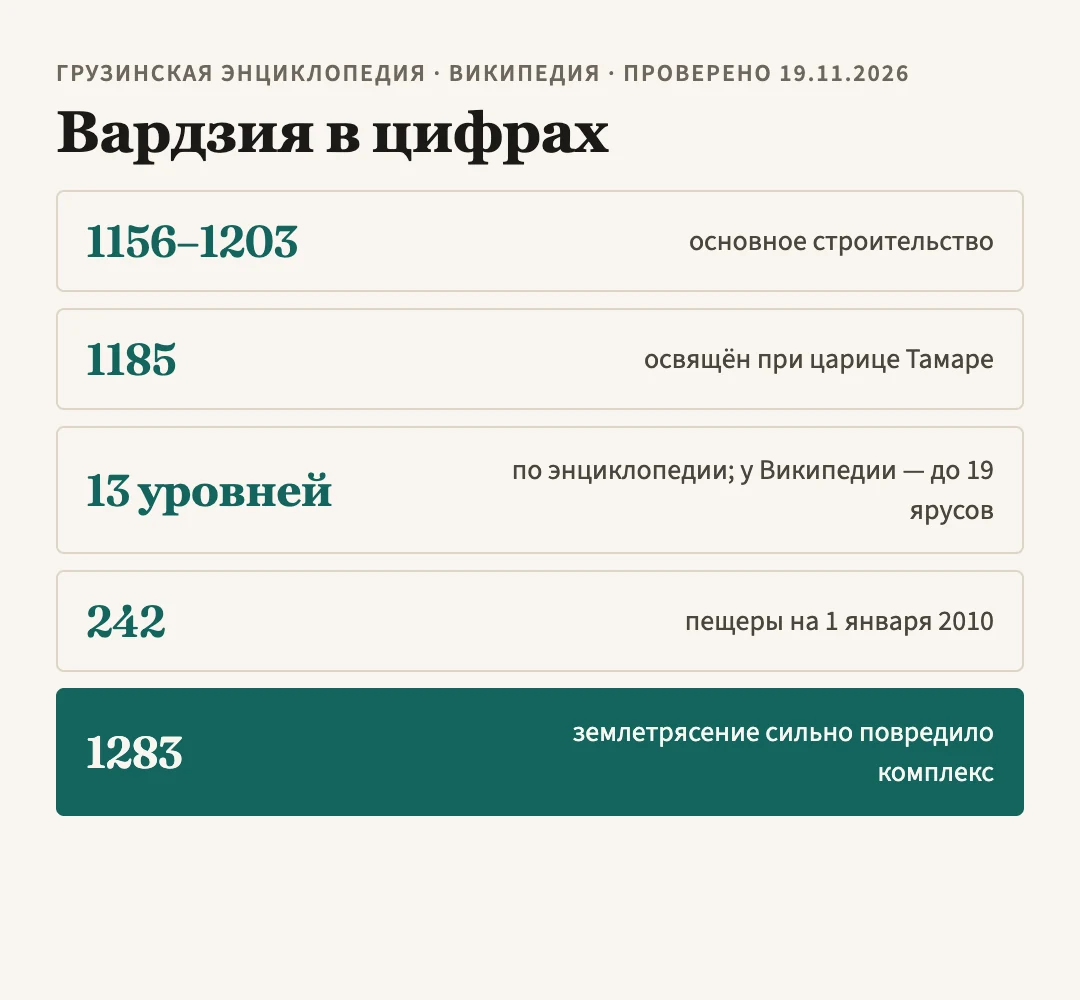 ГРУЗИНСКАЯ ЭНЦИКЛОПЕДИЯ · ВИКИПЕДИЯ · ПРОВЕРЕНО 19.11.2026
Вардзия в цифрах
1156–1203
основное строительство
1185
освящён при царице Тамаре
13 уровней
по энциклопедии; у Википедии — до 19
ярусов
242
пещеры на 1 января 2010
1283
землетрясение сильно повредило
комплекс